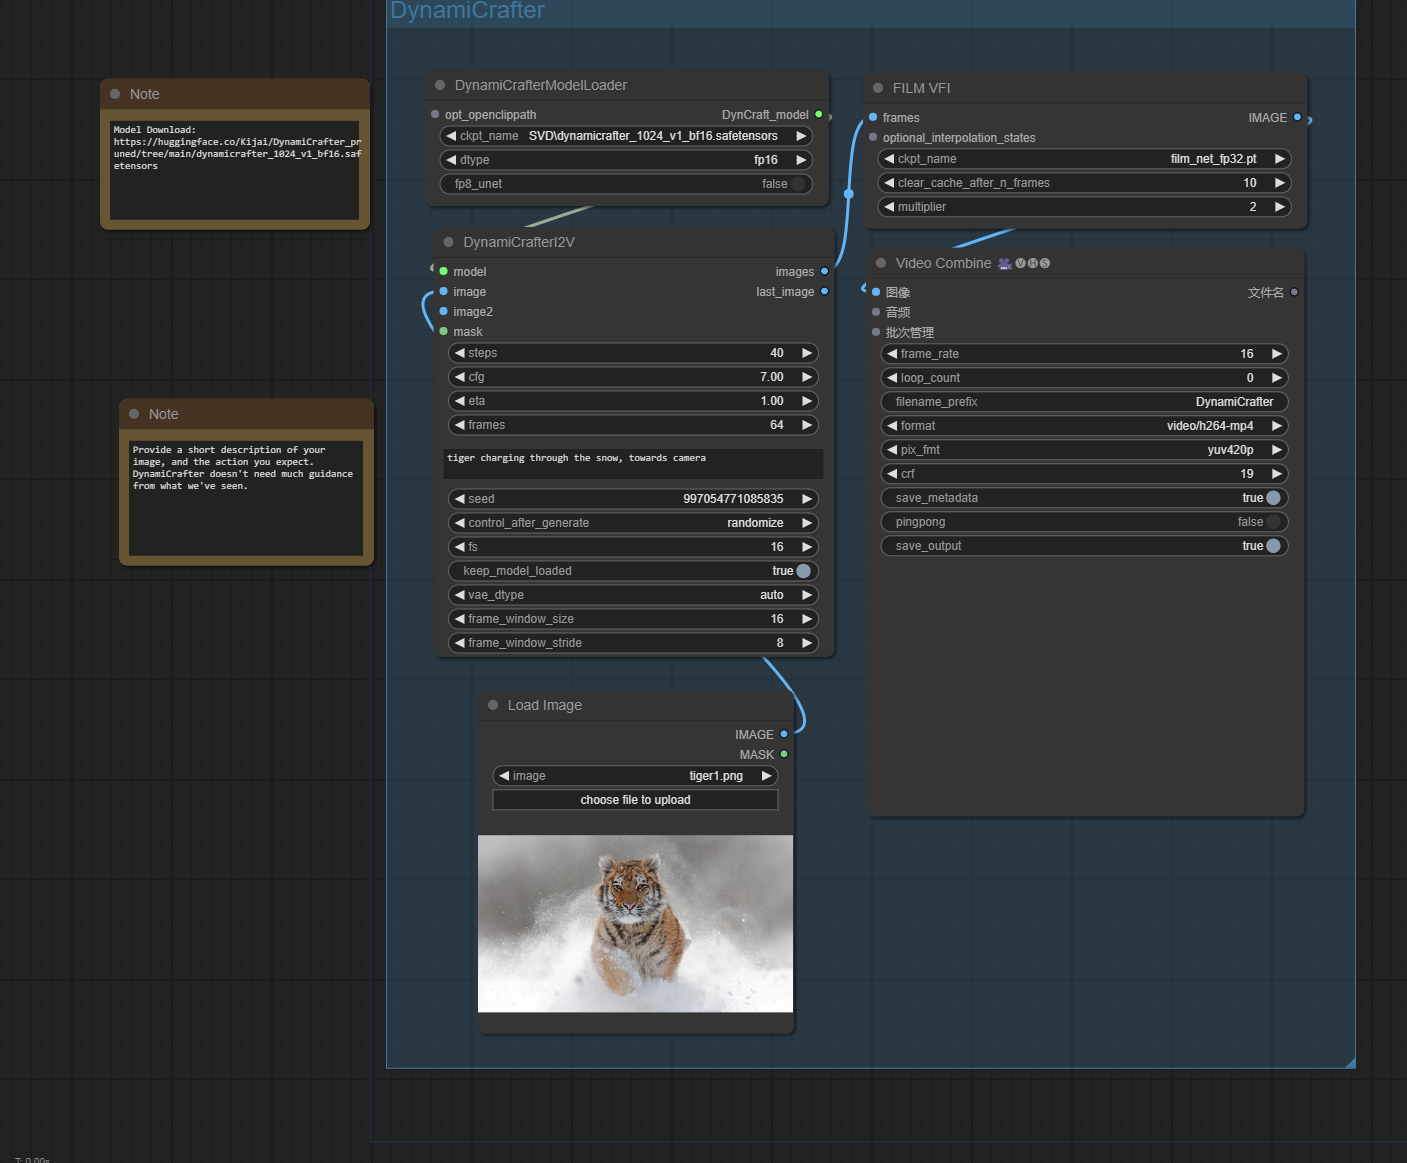 DynamiCrafter
Note
Model Download:
https://huggingface.co/Kijai/DynamiCrafter_pr
uned/tree/main/dynamicrafter_1024_v1_bf16.saf
etensors
Note
Provide a short description of your
image, and the action you expect.
DynamiCrafter doesn't need much guidance
from what we've seen.
DynamiCrafterModelLoader
opt_openclippath DynCraft_model
ckpt_name SVD\dynamicrafter_1024_v1_bf16.safetensors
dtype fp16
fp8_unet false
DynamiCrafterI2V
model images
image last_image
image2
mask
steps 40
cfg 7.00
eta 1.00
frames 64
tiger charging through the snow, towards camera
seed 997054771085835
control_after_generate randomize
fs 16
keep_model_loaded true
vae_dtype auto
frame_window_size 16
frame_window_stride 8
Load Image
IMAGE
MASK
image tiger1.png
choose file to upload
FILM VFI
frames IMAGE
optional_interpolation_states
ckpt_name film_net_fp32.pt
clear_cache_after_n_frames 10
multiplier 2
Video Combine 🎥🅥🅗🅢
图像 文件名
音频
批次管理
frame_rate 16
loop_count 0
filename_prefix DynamiCrafter
format video/h264-mp4
pix_fmt yuv420p
crf 19
save_metadata true
pingpong false
save_output true
T: 0.00s